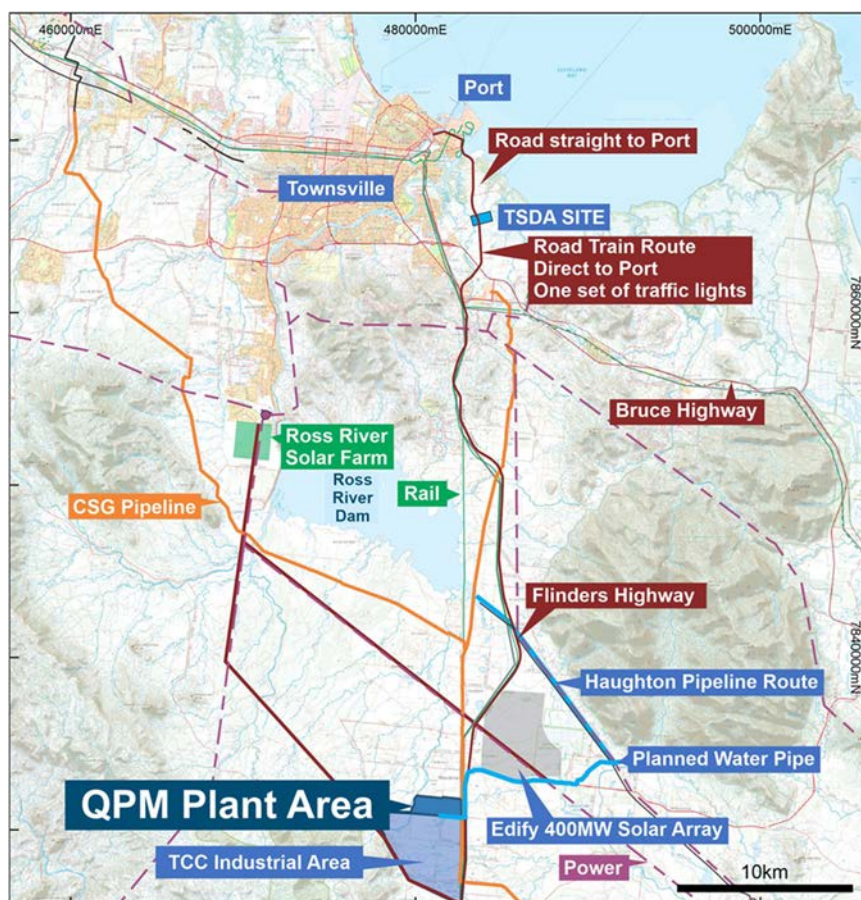 460000mE
480000mE
500000mE
Port
Road straight to Port
Townsville
TSDA SITE
Road Train Route
Direct to Port
One set of traffic lights
7860000mN
Bruce Highway
Ross River
Solar Farm
Ross
River
Dam
CSG Pipeline
Rail
Flinders Highway
7840000mN
Haughton Pipeline Route
Planned Water Pipe
QPM Plant Area
Edify 400MW Solar Array
TCC Industrial Area
Power
10km